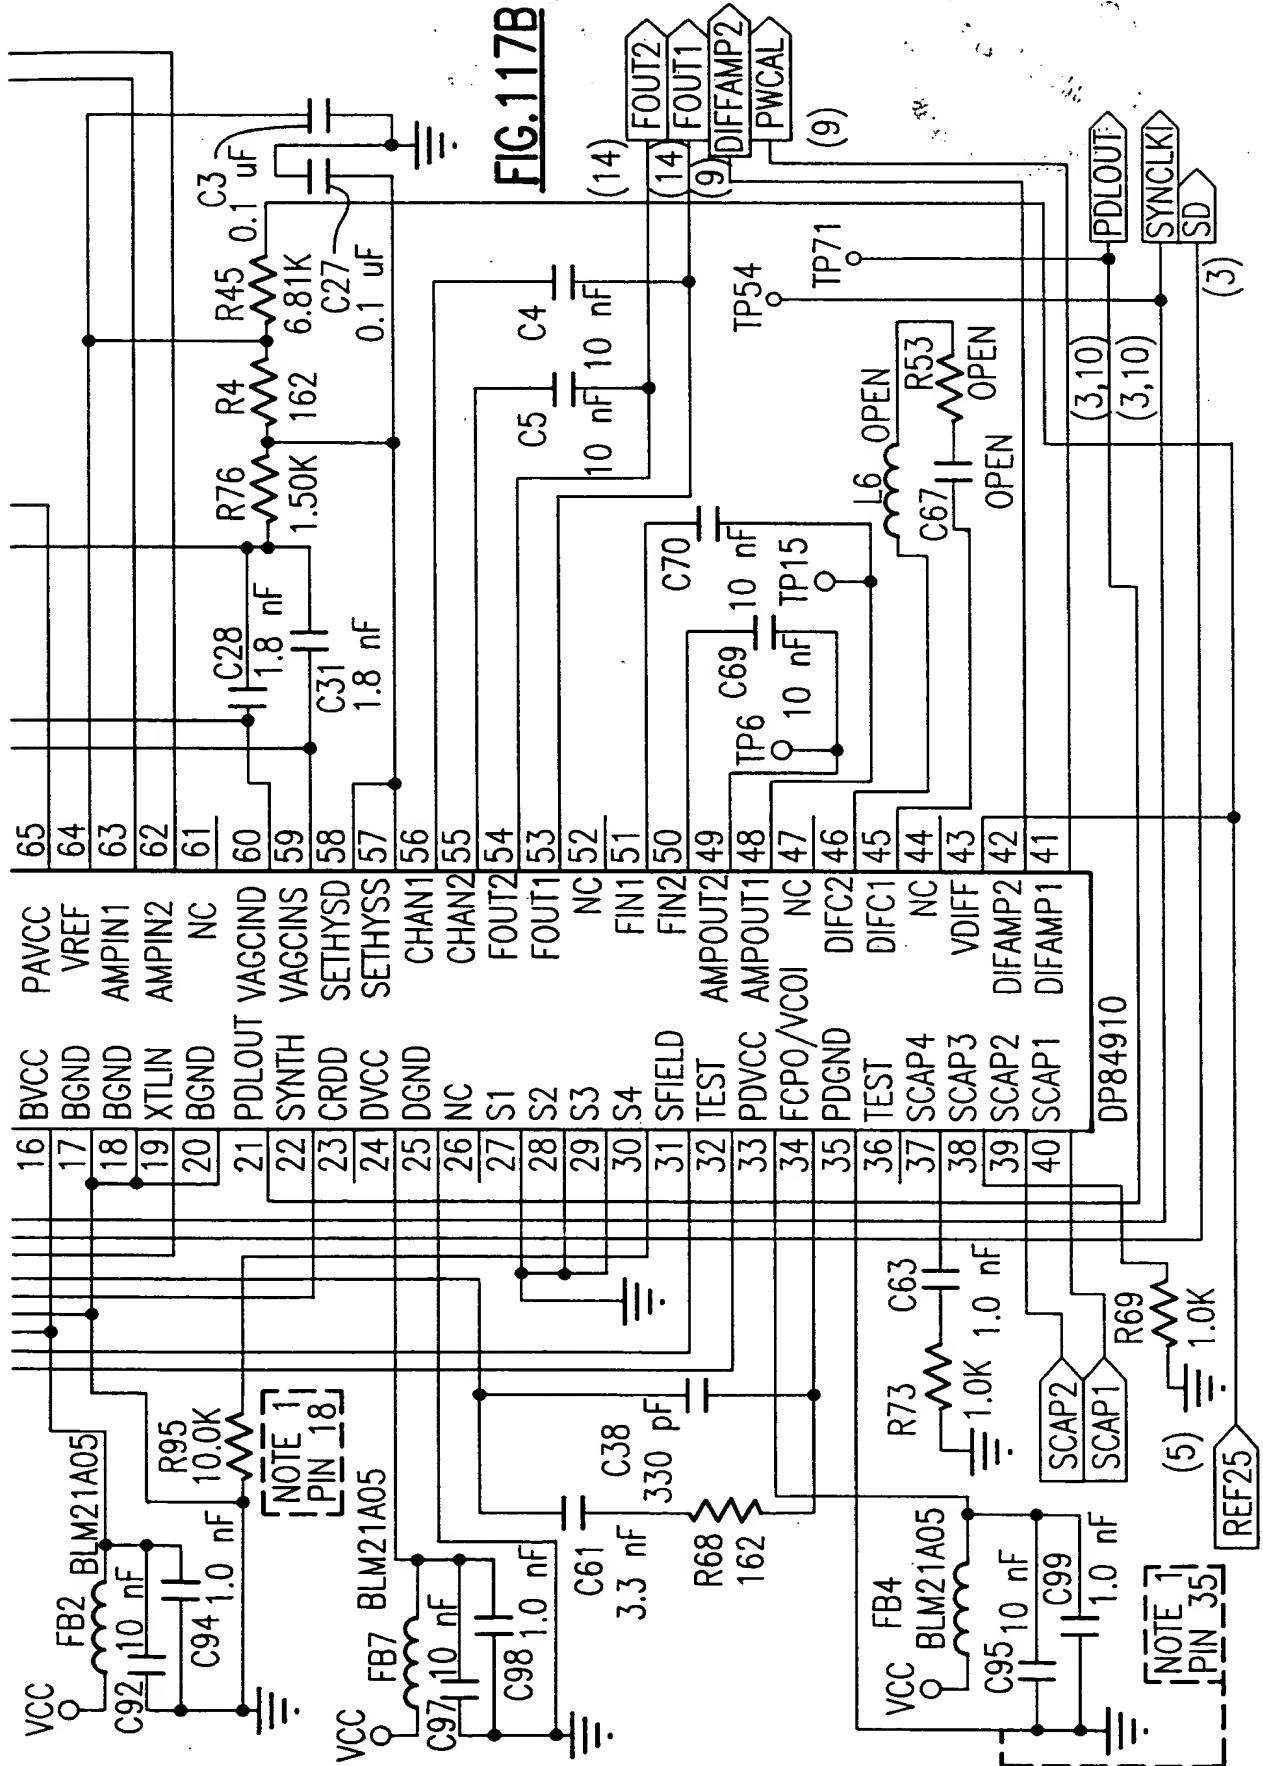 FIG.117B
65
64
63
62
61
60
59
58
57
56
55
54
53
52
51
50
49
48
47
46
45
44
43
42
41
PAVCC
VREF
AMPIN1
AMPIN2
NC
VAGCIND
VAGCINS
SETHYSD
SETHYSS
CHAN1
CHAN2
FOUT2
FOUT1
NC
FIN1
FIN2
AMPOUT2
AMPOUT1
NC
DIFC2
DIFC1
NC
VDIFF
DIFAMP2
DIFAMP1
BVCC
BGND
BGND
XTLIN
BGND
PDLOUT
SYNTH
CRDD
DVCC
DGND
NC
S1
S2
S3
S4
SFIELD
TEST
PDVCC
FCPO/VCOI
PDGND
TEST
SCAP4
SCAP3
SCAP2
SCAP1
DP84910
16
17
18
19
20
21
22
23
24
25
26
27
28
29
30
31
32
33
34
35
36
37
38
39
40
C3
0.1 uF
C27
0.1 uF
R45
6.81K
R4
162
R76
1.50K
C28
1.8 nF
C31
1.8 nF
C4
10 nF
C5
10 nF
(14)
FOUT2
(14)
FOUT1
(9)
DIFFAMP2
PWCAL
(9)
C70
10 nF
TP15
C69
10 nF
TP6
L6
OPEN
R53
OPEN
C67
OPEN
TP54
TP71
PDLOUT
SYNCLKI
SD
(3,10)
(3,10)
(3)
VCC
FB2
BLM21A05
C92
10 nF
C94
1.0 nF
R95
10.0K
NOTE 1
PIN 18
VCC
FB7
BLM21A05
C97
10 nF
C98
1.0 nF
C61
3.3 nF
C38
330 pF
R68
162
R73
1.0K
C63
1.0 nF
VCC
FB4
BLM21A05
C95
10 nF
C99
1.0 nF
NOTE 1
PIN 35
SCAP2
SCAP1
R69
1.0K
(5)
REF25